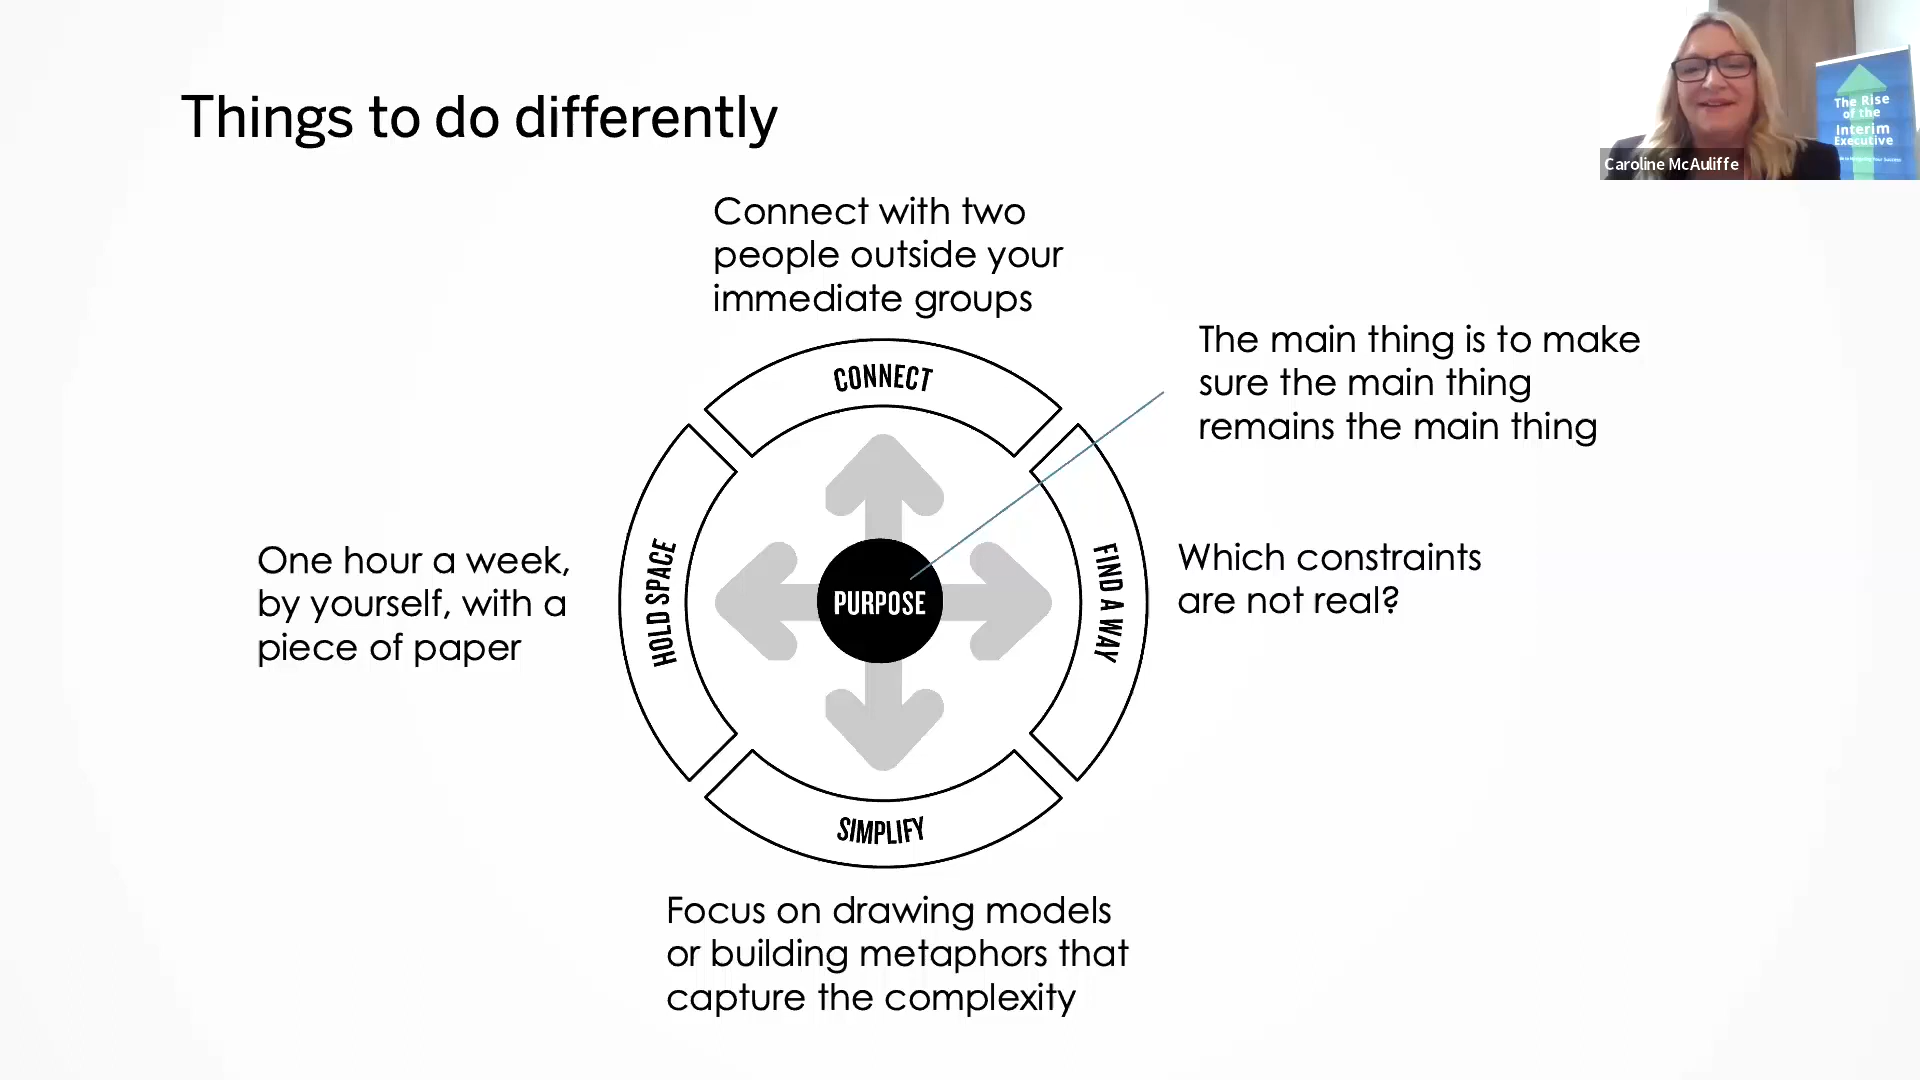 Things to do differently
Connect with two
people outside your
immediate groups
The main thing is to make
sure the main thing
remains the main thing
CONNECT
HOLD SPACE
PURPOSE
FIND A WAY
SIMPLIFY
One hour a week,
by yourself, with a
piece of paper
Which constraints
are not real?
Focus on drawing models
or building metaphors that
capture the complexity
The Rise
of the
Interim
Executive
Your Success
Caroline McAuliffe